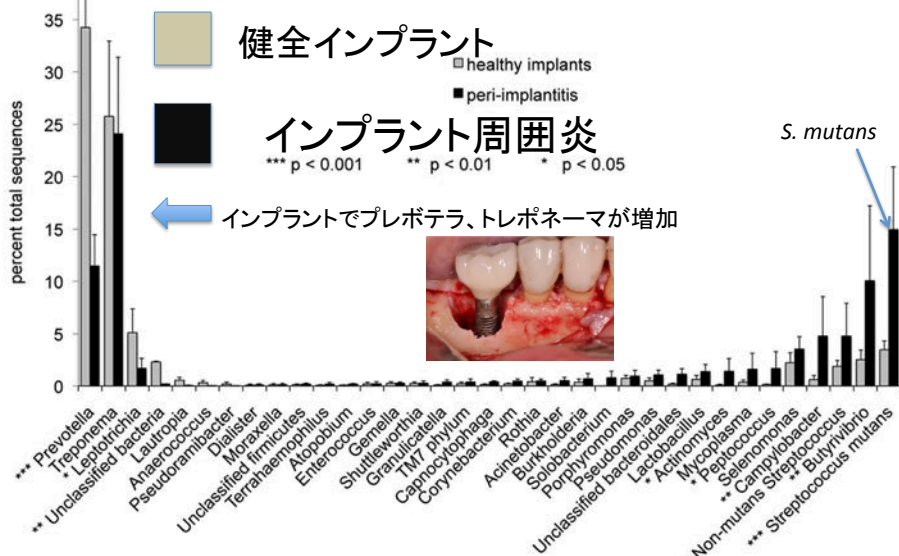 35
30
25
20
15
10
5
0
percent total sequences
健全インプラント
healthy implants
peri-implantitis
インプラント周囲炎
*** p < 0.001
** p < 0.01
* p < 0.05
S. mutans
インプラントでプレボテラ、トレポネーマが増加
*** Prevotella
Treponema
* Leptotrichia
** Unclassified bacteria
Lautropia
Anaerococcus
Pseudoramibacter
Dialister
Moraxella
Unclassified firmicutes
Terrahaemophilus
Atopobium
Enterococcus
Gemella
Shuttleworthia
Granulicatella
TM7 phylum
Capnocytophaga
Corynebacterium
Rothia
Acinetobacter
Burkholderia
Solobacterium
Porphyromonas
Pseudomonas
Unclassified bacteroidales
Lactobacillus
* Actinomyces
Mycoplasma
* Peptococcus
Selenomonas
** Campylobacter
Non-mutans Streptococcus
** Butyrivibrio
*** Streptococcus mutans